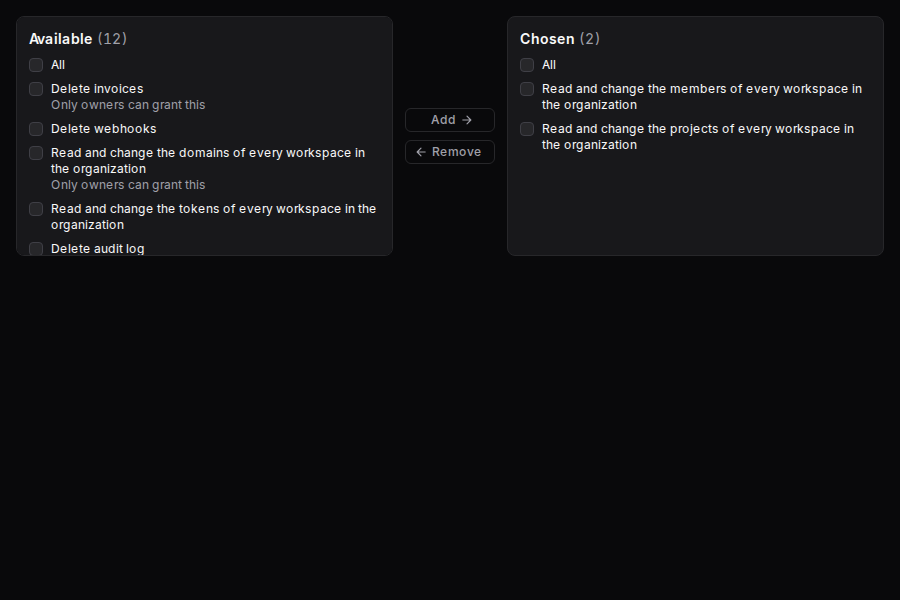 Available (12)
All
Delete invoices
Only owners can grant this
Delete webhooks
Read and change the domains of every workspace in
the organization
Only owners can grant this
Read and change the tokens of every workspace in the
organization
Delete audit log
Add →
← Remove
Chosen (2)
All
Read and change the members of every workspace in
the organization
Read and change the projects of every workspace in
the organization